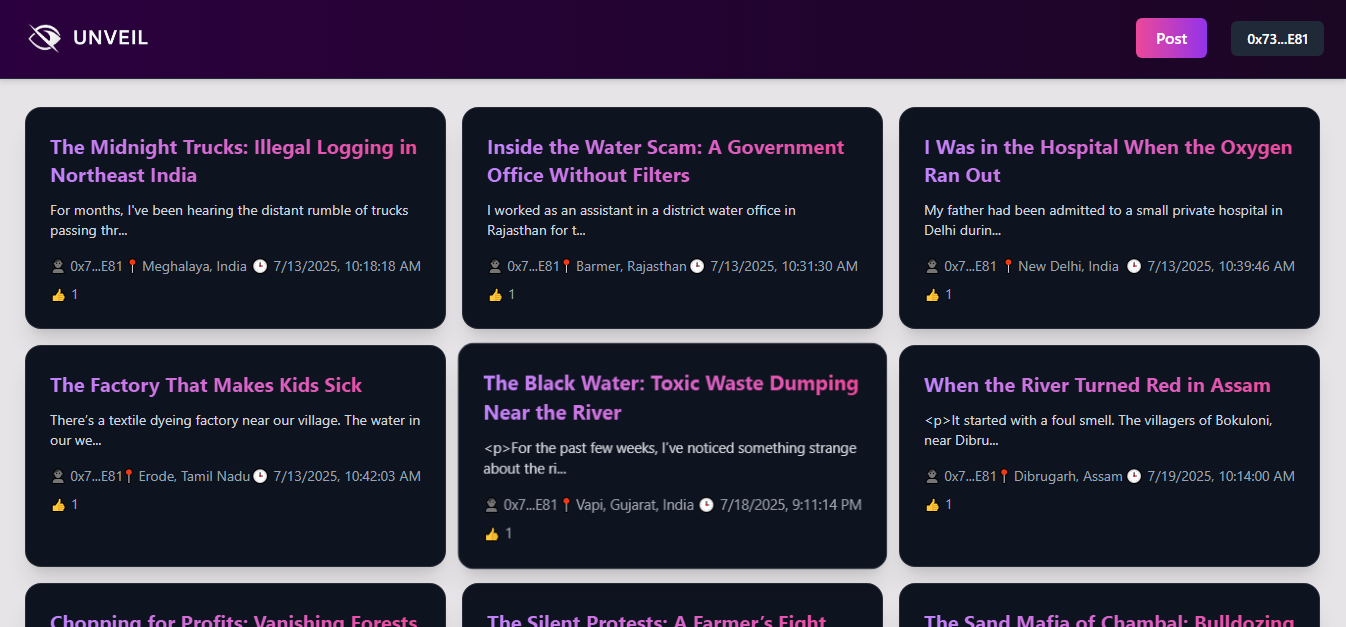 UNVEIL
Post
0x73...E81
The Midnight Trucks: Illegal Logging in
Northeast India
For months, I've been hearing the distant rumble of trucks
passing thr...
0x7...E81 Meghalaya, India 7/13/2025, 10:18:18 AM
1
Inside the Water Scam: A Government
Office Without Filters
I worked as an assistant in a district water office in
Rajasthan for t...
0x7...E81 Barmer, Rajasthan 7/13/2025, 10:31:30 AM
1
I Was in the Hospital When the Oxygen
Ran Out
My father had been admitted to a small private hospital in
Delhi durin...
0x7...E81 New Delhi, India 7/13/2025, 10:39:46 AM
1
The Factory That Makes Kids Sick
There’s a textile dyeing factory near our village. The water in
our we...
0x7...E81 Erode, Tamil Nadu 7/13/2025, 10:42:03 AM
1
The Black Water: Toxic Waste Dumping
Near the River
<p>For the past few weeks, I’ve noticed something strange
about the ri...
0x7...E81 Vapi, Gujarat, India 7/18/2025, 9:11:14 PM
1
When the River Turned Red in Assam
<p>It started with a foul smell. The villagers of Bokuloni,
near Dibru...
0x7...E81 Dibrugarh, Assam 7/19/2025, 10:14:00 AM
1
Chopping for Profits: Vanishing Forests
The Silent Protests: A Farmer’s Fight
The Sand Mafia of Chambal: Bulldozing